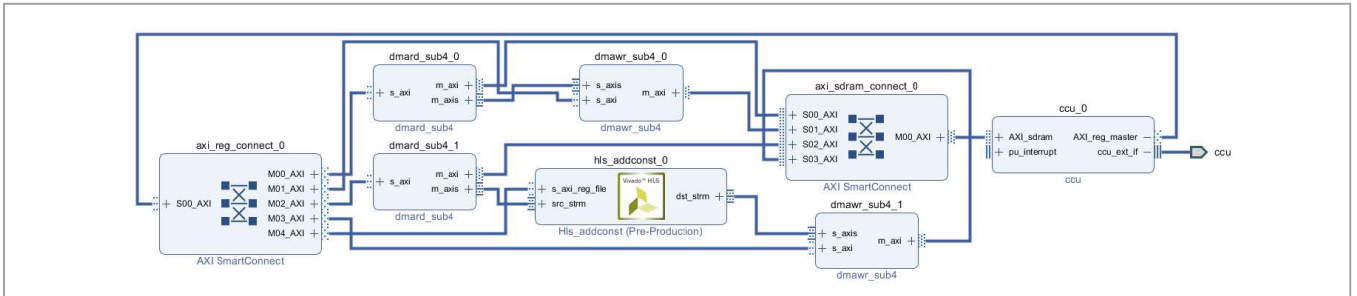 axi_reg_connect_0
S00_AXI
M00_AXI
M01_AXI
M02_AXI
M03_AXI
M04_AXI
AXI SmartConnect
dmard_sub4_0
s_axi
m_axi
m_axis
dmard_sub4
dmard_sub4_1
s_axi
m_axi
m_axis
dmard_sub4
dmawr_sub4_0
s_axis
s_axi
m_axi
dmawr_sub4
hls_addconst_0
s_axi_reg_file
src_strm
Vivado™ HLS
dst_strm
Hls_addconst (Pre-Producion)
axi_sdram_connect_0
S00_AXI
S01_AXI
S02_AXI
S03_AXI
M00_AXI
AXI SmartConnect
dmawr_sub4_1
s_axis
s_axi
m_axi
dmawr_sub4
ccu_0
AXI_sdram
pu_interrupt
AXI_reg_master
ccu_ext_if
ccu
ccu